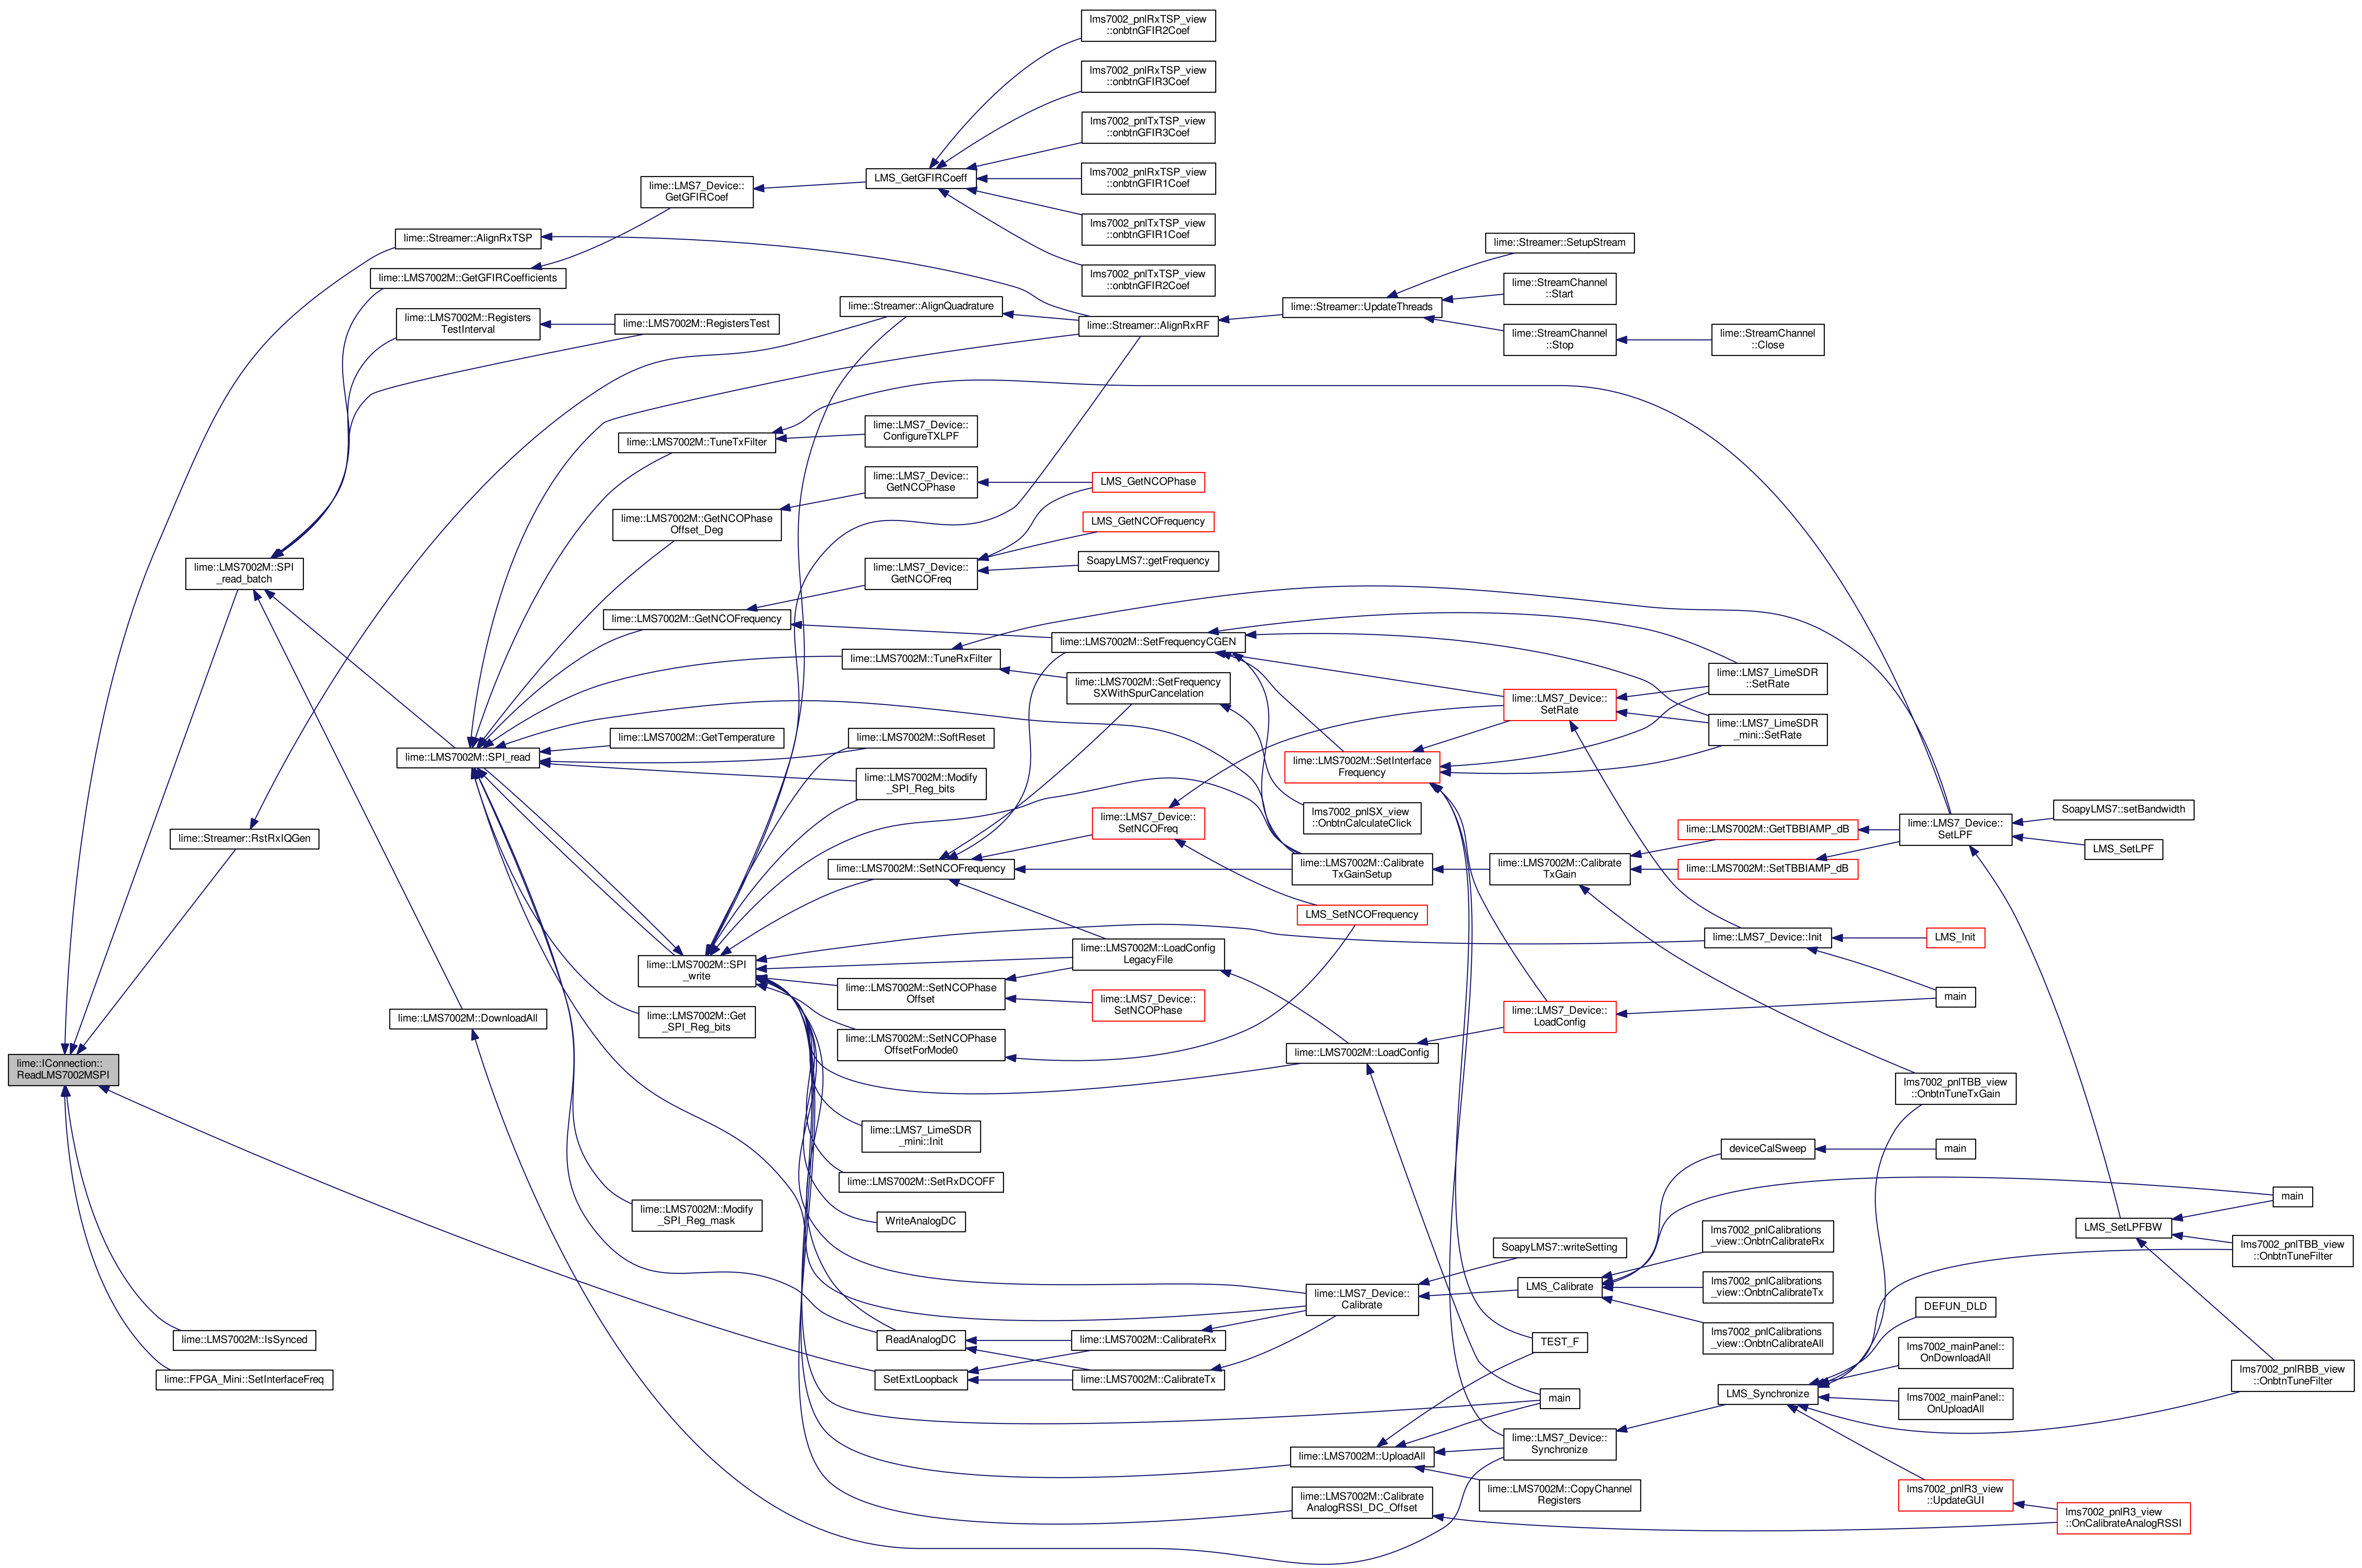 lime::IConnection::
ReadLMS7002MSPI
lime::LMS7002M::SPI
_read_batch
lime::Streamer::RstRxIQGen
lime::LMS7002M::IsSynced
lime::FPGA_Mini::SetInterfaceFreq
lime::Streamer::AlignRxTSP
lime::LMS7002M::GetGFIRCoefficients
lime::LMS7002M::Registers
TestInterval
lime::LMS7002M::SPI_read
lime::LMS7002M::DownloadAll
lime::LMS7_Device::
GetGFIRCoef
lime::LMS7002M::RegistersTest
lime::LMS7002M::TuneTxFilter
lime::LMS7002M::GetNCOPhase
Offset_Deg
lime::LMS7002M::GetNCOFrequency
lime::LMS7002M::GetTemperature
lime::LMS7002M::SPI
_write
lime::LMS7002M::Get
_SPI_Reg_bits
lime::LMS7002M::Modify
_SPI_Reg_mask
LMS_GetGFIRCoeff
lime::Streamer::AlignQuadrature
lime::LMS7_Device::
ConfigureTXLPF
lime::LMS7_Device::
GetNCOPhase
lime::LMS7_Device::
GetNCOFreq
lime::LMS7002M::TuneRxFilter
lime::LMS7002M::SoftReset
lime::LMS7002M::Modify
_SPI_Reg_bits
lime::LMS7002M::SetNCOFrequency
lime::LMS7002M::SetNCOPhase
Offset
lime::LMS7002M::SetNCOPhase
OffsetForMode0
lime::LMS7_LimeSDR
_mini::Init
lime::LMS7002M::SetRxDCOFF
WriteAnalogDC
ReadAnalogDC
SetExtLoopback
lms7002_pnlRxTSP_view
::onbtnGFIR2Coef
lms7002_pnlRxTSP_view
::onbtnGFIR3Coef
lms7002_pnlTxTSP_view
::onbtnGFIR3Coef
lms7002_pnlRxTSP_view
::onbtnGFIR1Coef
lms7002_pnlTxTSP_view
::onbtnGFIR1Coef
lms7002_pnlTxTSP_view
::onbtnGFIR2Coef
lime::Streamer::AlignRxRF
LMS_GetNCOPhase
LMS_GetNCOFrequency
SoapyLMS7::getFrequency
lime::LMS7002M::SetFrequencyCGEN
lime::LMS7002M::SetFrequency
SXWithSpurCancelation
lime::LMS7_Device::
SetNCOFreq
lime::LMS7002M::LoadConfig
LegacyFile
lime::LMS7_Device::
SetNCOPhase
lime::LMS7002M::CalibrateRx
lime::LMS7002M::CalibrateTx
lime::Streamer::UpdateThreads
lime::LMS7002M::SetInterface
Frequency
lms7002_pnlSX_view
::OnbtnCalculateClick
lime::LMS7002M::Calibrate
TxGainSetup
LMS_SetNCOFrequency
lime::LMS7002M::LoadConfig
lime::LMS7_Device::
Calibrate
lime::LMS7002M::UploadAll
lime::LMS7002M::Calibrate
AnalogRSSI_DC_Offset
lime::Streamer::SetupStream
lime::StreamChannel
::Start
lime::StreamChannel
::Stop
lime::LMS7_Device::
SetRate
lime::LMS7002M::Calibrate
TxGain
lime::LMS7_Device::
LoadConfig
SoapyLMS7::writeSetting
LMS_Calibrate
TEST_F
main
lime::LMS7_Device::
Synchronize
lime::LMS7002M::CopyChannel
Registers
lime::StreamChannel
::Close
lime::LMS7_LimeSDR
::SetRate
lime::LMS7_LimeSDR
_mini::SetRate
lime::LMS7002M::GetTBBIAMP_dB
lime::LMS7002M::SetTBBIAMP_dB
lime::LMS7_Device::Init
deviceCalSweep
lms7002_pnlCalibrations
_view::OnbtnCalibrateRx
lms7002_pnlCalibrations
_view::OnbtnCalibrateTx
lms7002_pnlCalibrations
_view::OnbtnCalibrateAll
LMS_Synchronize
lime::LMS7_Device::
SetLPF
LMS_Init
main
lms7002_pnlTBB_view
::OnbtnTuneTxGain
main
DEFUN_DLD
lms7002_mainPanel::
OnDownloadAll
lms7002_mainPanel::
OnUploadAll
lms7002_pnlR3_view
::UpdateGUI
SoapyLMS7::setBandwidth
LMS_SetLPF
LMS_SetLPFBW
lms7002_pnlR3_view
::OnCalibrateAnalogRSSI
main
lms7002_pnlTBB_view
::OnbtnTuneFilter
lms7002_pnlRBB_view
::OnbtnTuneFilter